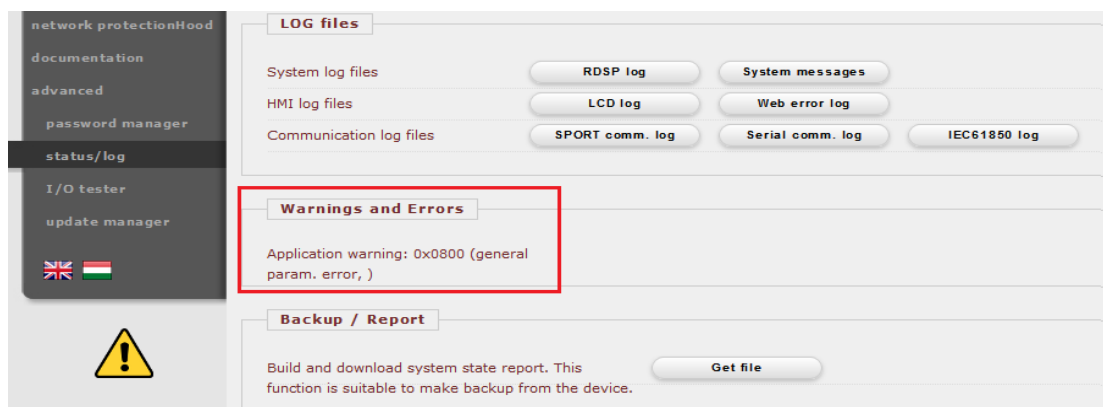 network protectionHood
documentation
advanced
password manager
status/log
I/O tester
update manager
LOG files
System log files
RDSP log
System messages
HMI log files
LCD log
Web error log
Communication log files
SPORT comm. log
Serial comm. log
IEC61850 log
Warnings and Errors
Application warning: 0x0800 (general
param. error, )
Backup / Report
Build and download system state report. This
function is suitable to make backup from the device.
Get file